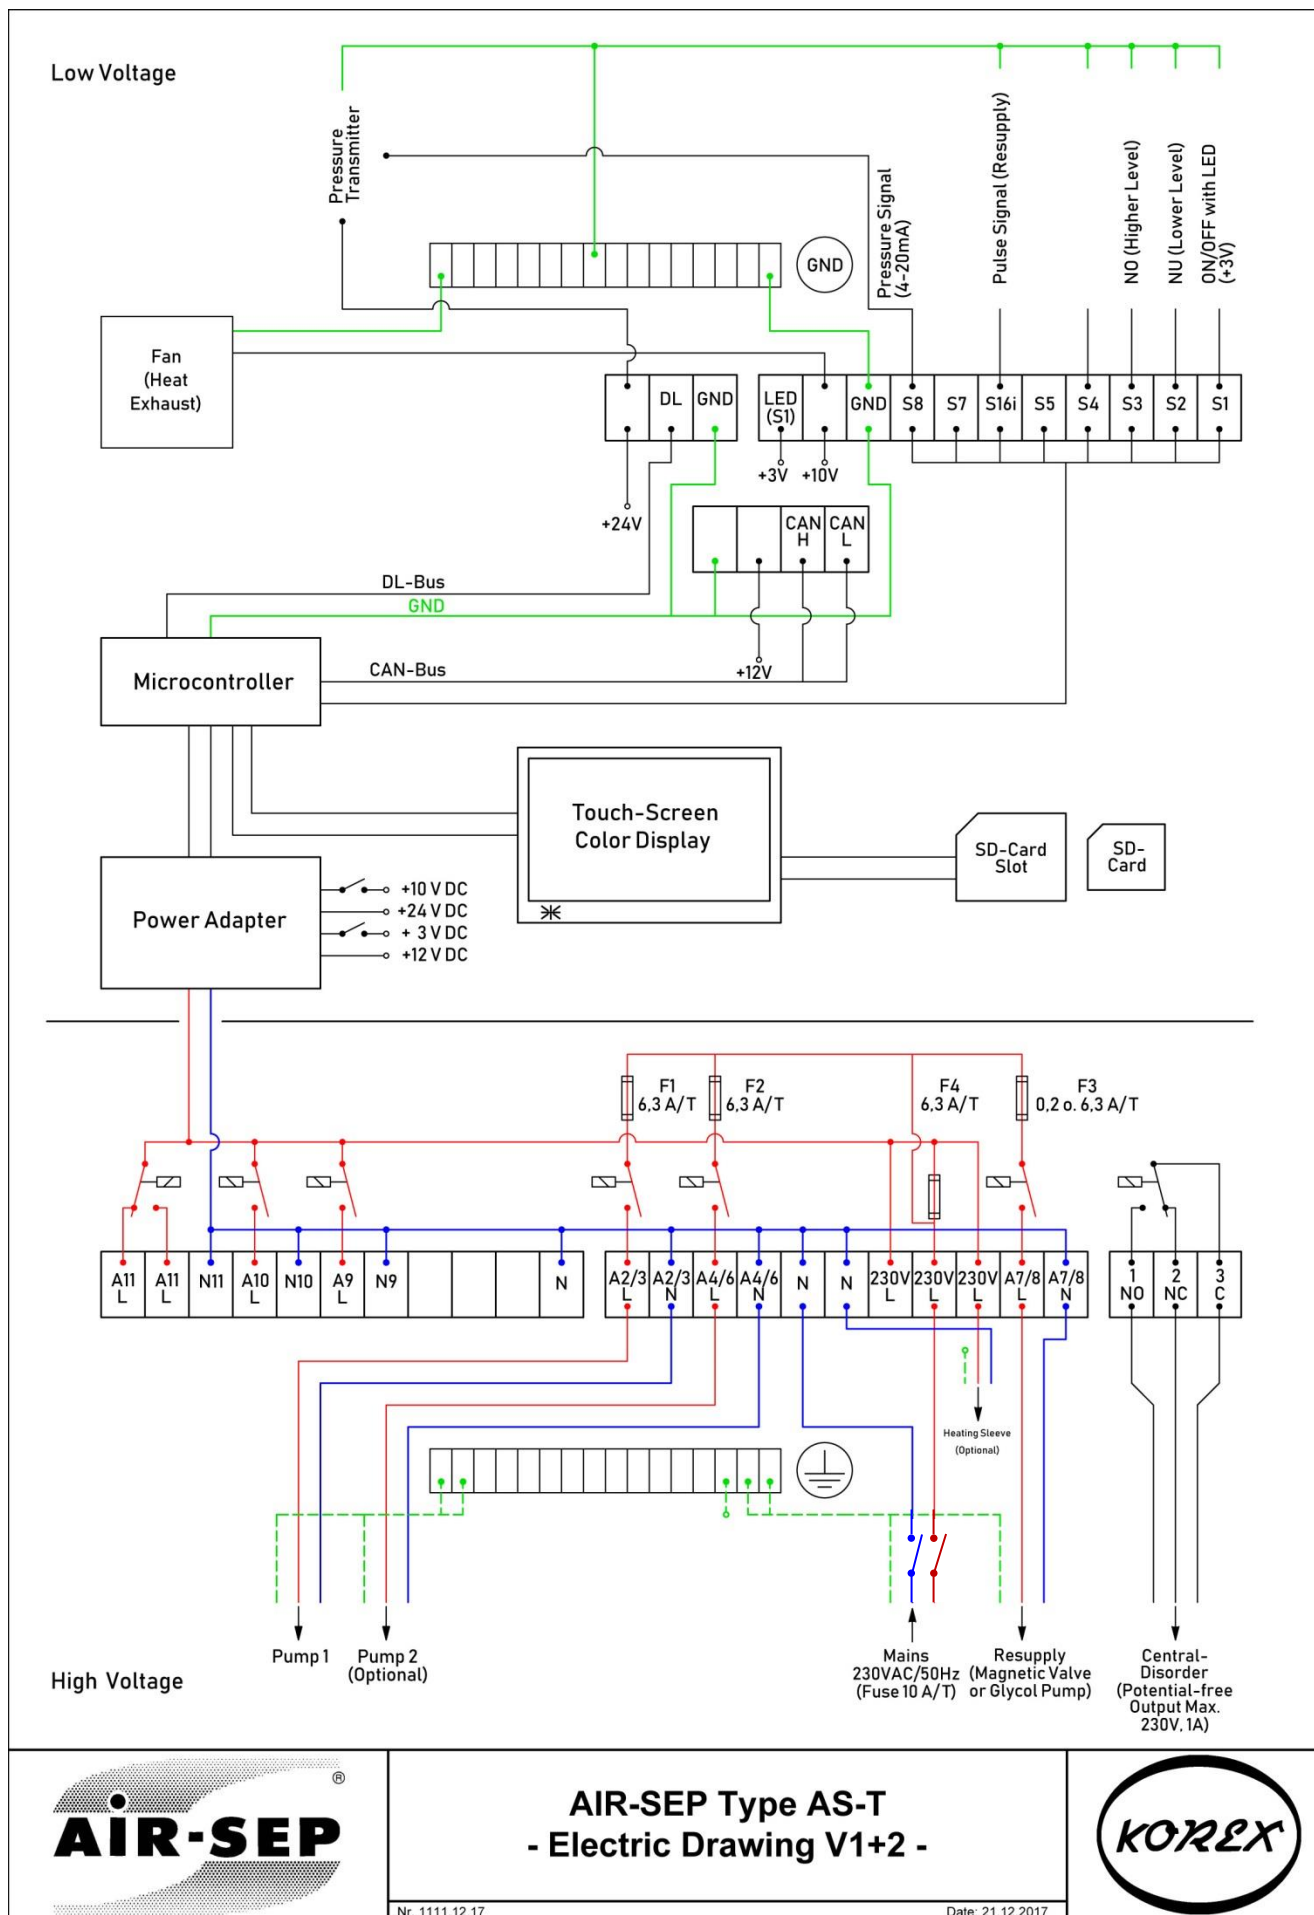 Low Voltage
Pressure
Transmitter
Pressure Signal
(4-20mA)
Pulse Signal (Resupply)
NO (Higher Level)
NU (Lower Level)
ON/OFF with LED
(+3V)
GND
Fan
(Heat
Exhaust)
DL
GND
LED
(S1)
GND
S8
S7
S16i
S5
S4
S3
S2
S1
+3V
+10V
+24V
CAN
H
CAN
L
DL-Bus
GND
CAN-Bus
+12V
Microcontroller
Touch-Screen
Color Display
SD-Card
Slot
SD-
Card
Power Adapter
+10 V DC
+24 V DC
+ 3 V DC
+12 V DC
F1
6,3 A/T
F2
6,3 A/T
F4
6,3 A/T
F3
0,2 o. 6,3 A/T
A11
L
A11
L
N11
A10
L
N10
A9
L
N9
N
A2/3
L
A2/3
N
A4/6
L
A4/6
N
N
N
230V
L
230V
L
230V
L
A7/8
L
A7/8
N
1
NO
2
NC
3
C
Heating Sleeve
(Optional)
Pump 1
Pump 2
(Optional)
Mains
230VAC/50Hz
(Fuse 10 A/T)
Resupply
(Magnetic Valve
or Glycol Pump)
Central-
Disorder
(Potential-free
Output Max.
230V, 1A)
High Voltage
AIR-SEP ®
AIR-SEP Type AS-T
- Electric Drawing V1+2 -
KOREX
Nr. 1111.12.17
Date: 21.12.2017